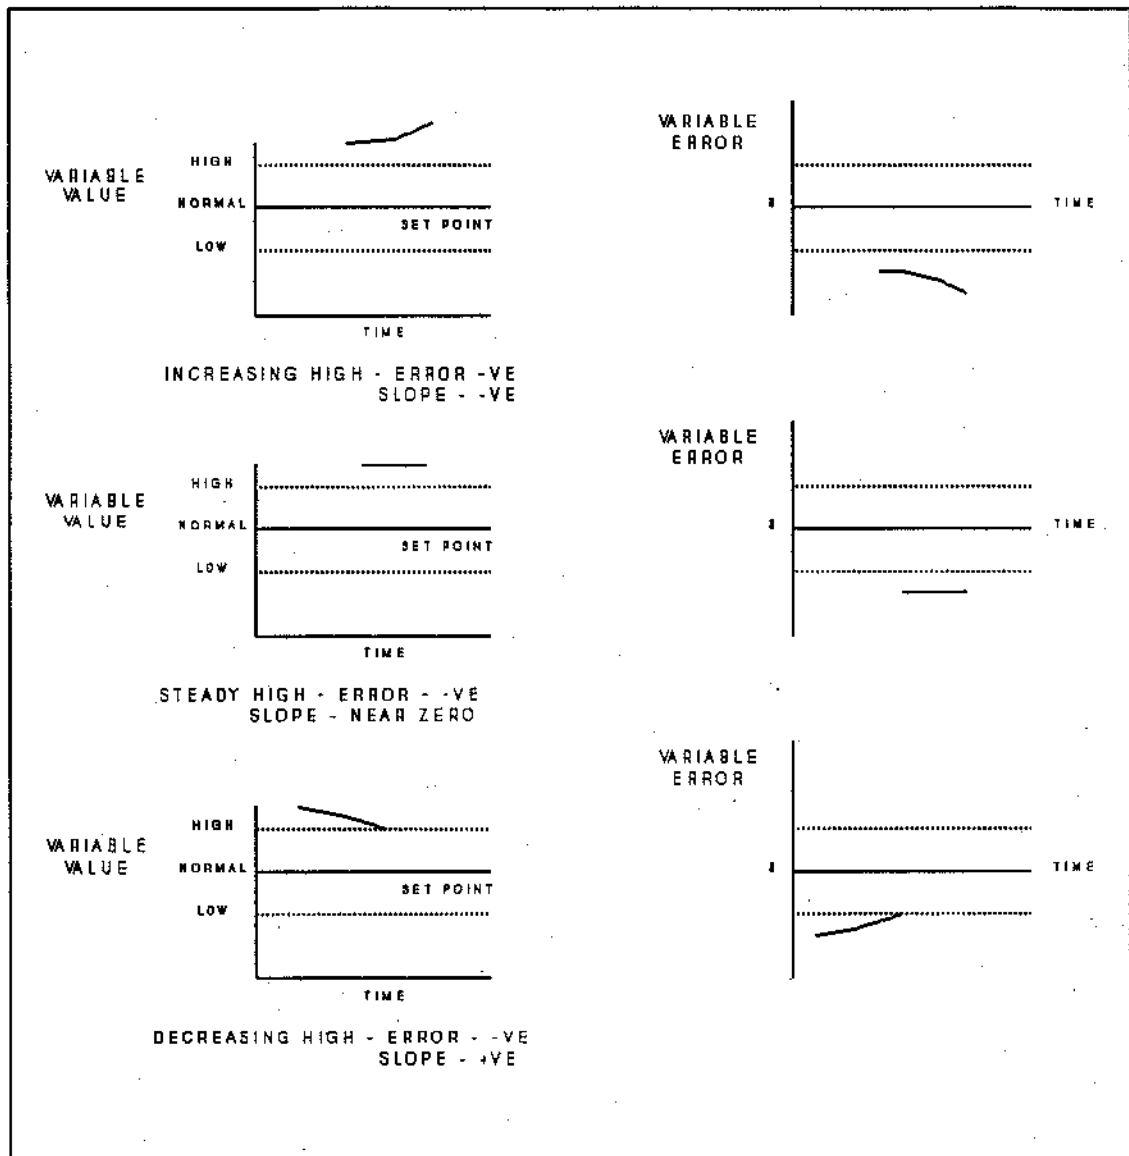 VARIABLE
ERROR
HIGH
VARIABLE
VALUE
NORMAL
TIME
SET POINT
LOW
TIME
INCREASING HIGH - ERROR -VE
SLOPE - -VE
VARIABLE
ERROR
HIGH
VARIABLE
VALUE
NORMAL
TIME
SET POINT
LOW
TIME
STEADY HIGH - ERROR - -VE
SLOPE - NEAR ZERO
VARIABLE
ERROR
HIGH
VARIABLE
VALUE
NORMAL
TIME
SET POINT
LOW
TIME
DECREASING HIGH - ERROR - -VE
SLOPE - +VE